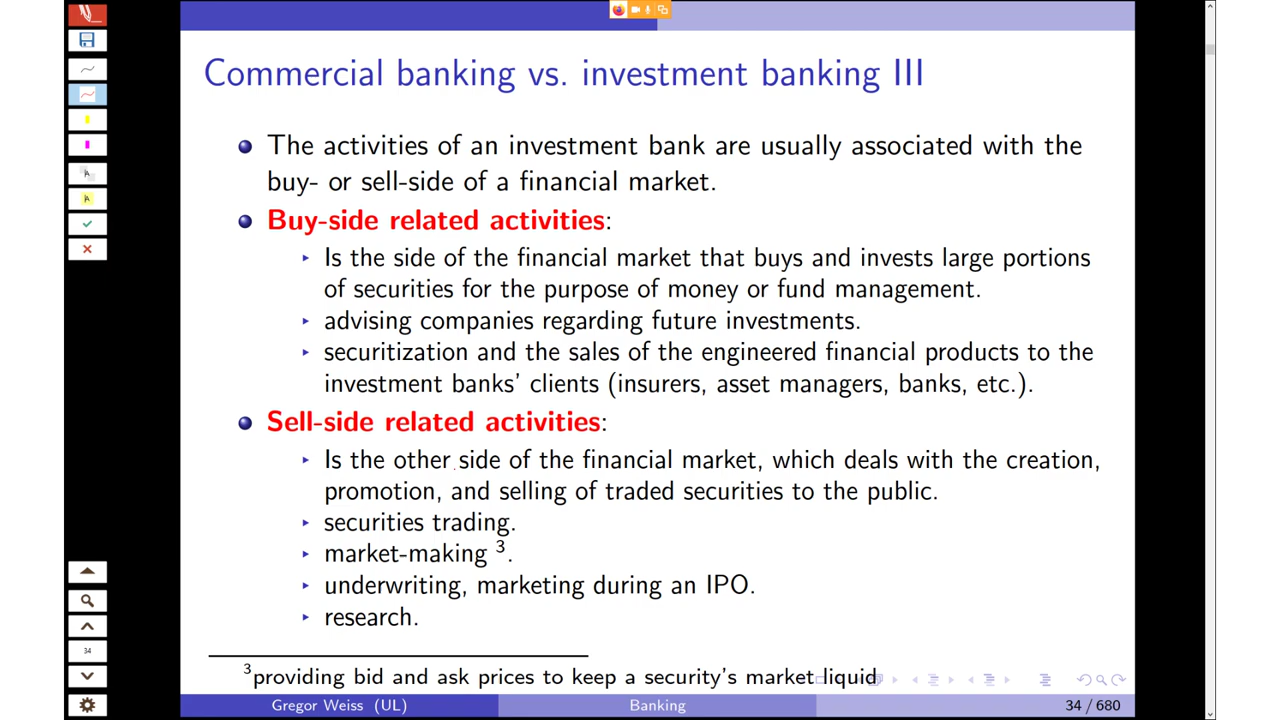 Commercial banking vs. investment banking III
The activities of an investment bank are usually associated with the
buy- or sell-side of a financial market.
Buy-side related activities:
Is the side of the financial market that buys and invests large portions
of securities for the purpose of money or fund management.
advising companies regarding future investments.
securitization and the sales of the engineered financial products to the
investment banks' clients (insurers, asset managers, banks, etc.).
Sell-side related activities:
Is the other side of the financial market, which deals with the creation,
promotion, and selling of traded securities to the public.
securities trading.
market-making ³.
underwriting, marketing during an IPO.
research.
³providing bid and ask prices to keep a security's market liquid
34
Gregor Weiss (UL) Banking 34 / 680